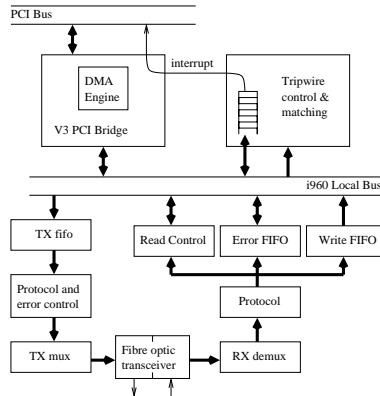 PCI Bus
interrupt
DMA
Engine
V3 PCI Bridge
Tripwire
control &
matching
i960 Local Bus
TX fifo
Read Control
Error FIFO
Write FIFO
Protocol and
error control
Protocol
TX mux
Fibre optic
transceiver
RX demux